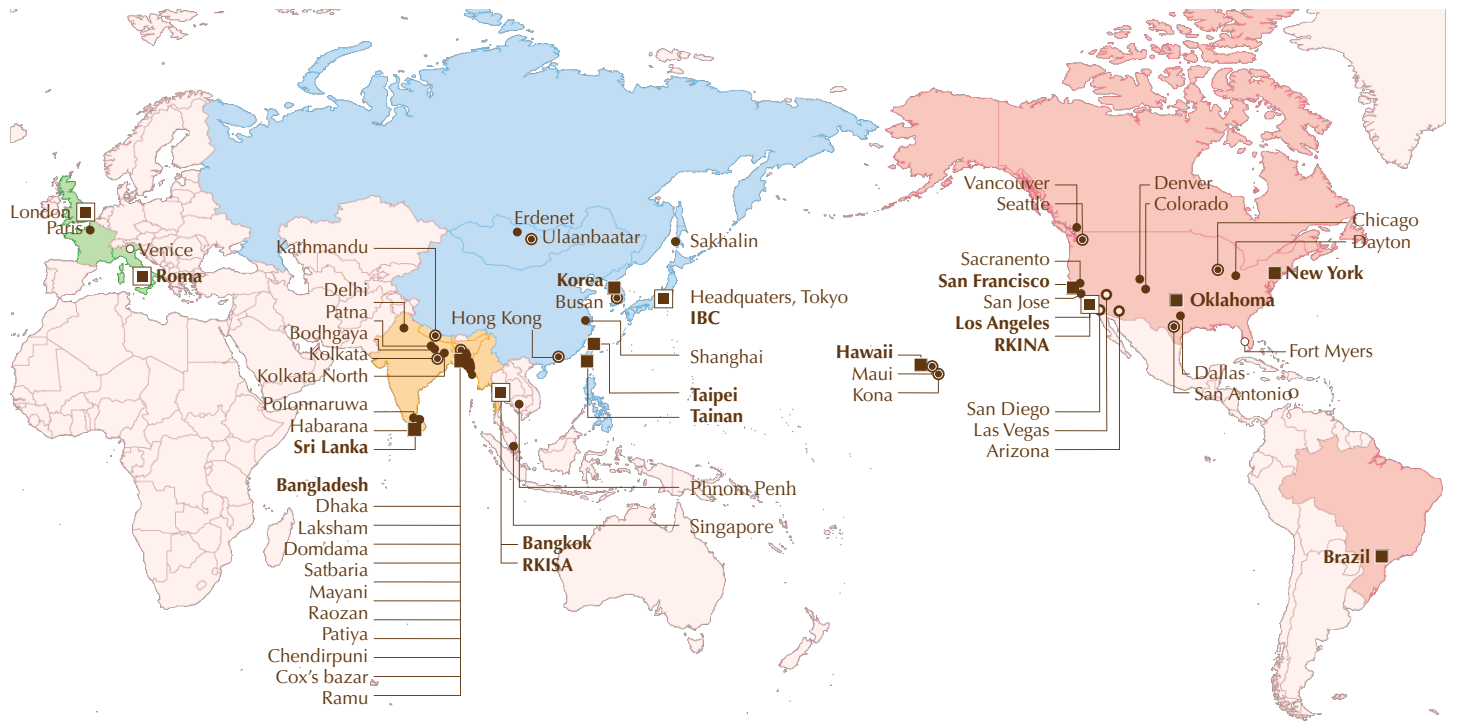 London
Paris
Venice
Roma
Kathmandu
Delhi
Patna
Bodhgaya
Kolkata
Kolkata North
Polonnaruwa
Habarana
Sri Lanka
Bangladesh
Dhaka
Laksham
Domdama
Satbaria
Mayani
Raozan
Patiya
Chendirpuni
Cox's bazar
Ramu
Erdenet
Ulaanbaatar
Sakhalin
Korea
Busan
Hong Kong
Headquaters, Tokyo
IBC
Shanghai
Taipei
Tainan
Phnom Penh
Singapore
Bangkok
RKISA
Hawaii
Maui
Kona
Vancouver
Seattle
Sacranento
San Francisco
San Jose
Los Angeles
RKINA
San Diego
Las Vegas
Arizona
Denver
Colorado
Chicago
Dayton
New York
Oklahoma
Fort Myers
Dallas
San Antonio
Brazil